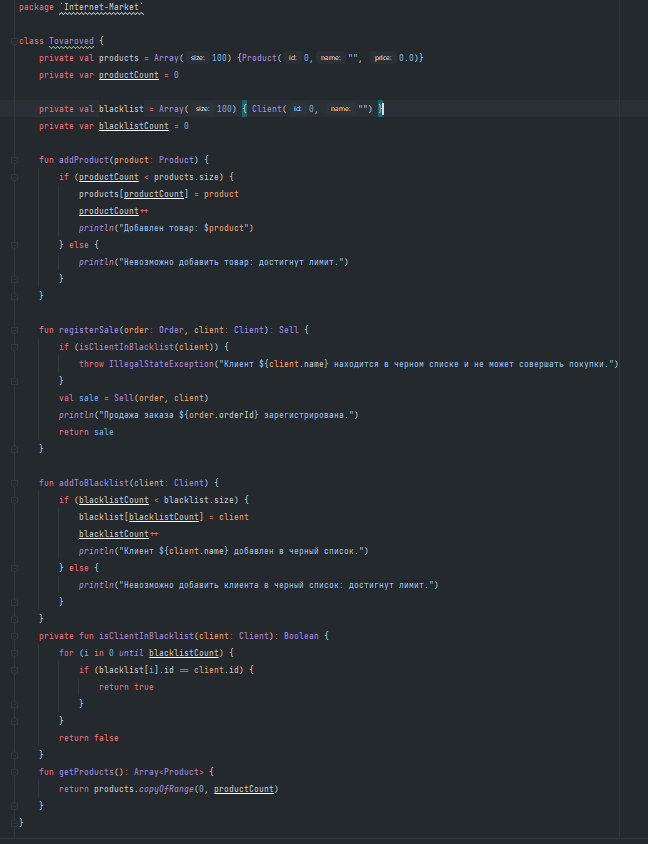 package `Internet-Market`
class Tovaroved {
private val products = Array( size: 100) {Product( id: 0, name: "", price: 0.0)}
private var productCount = 0
private val blacklist = Array( size: 100) { Client( id: 0, name: "") }
private var blacklistCount = 0
fun addProduct(product: Product) {
if (productCount < products.size) {
products[productCount] = product
productCount++
println("Добавлен товар: $product")
} else {
println("Невозможно добавить товар: достигнут лимит.")
}
}
fun registerSale(order: Order, client: Client): Sell {
if (isClientInBlacklist(client)) {
throw IllegalStateException("Клиент ${client.name} находится в черном списке и не может совершать покупки.")
}
val sale = Sell(order, client)
println("Продажа заказа ${order.orderId} зарегистрирована.")
return sale
}
fun addToBlacklist(client: Client) {
if (blacklistCount < blacklist.size) {
blacklist[blacklistCount] = client
blacklistCount++
println("Клиент ${client.name} добавлен в черный список.")
} else {
println("Невозможно добавить клиента в черный список: достигнут лимит.")
}
}
private fun isClientInBlacklist(client: Client): Boolean {
for (i in 0 until blacklistCount) {
if (blacklist[i].id == client.id) {
return true
}
}
return false
}
fun getProducts(): Array<Product> {
return products.copyOfRange(0, productCount)
}
}